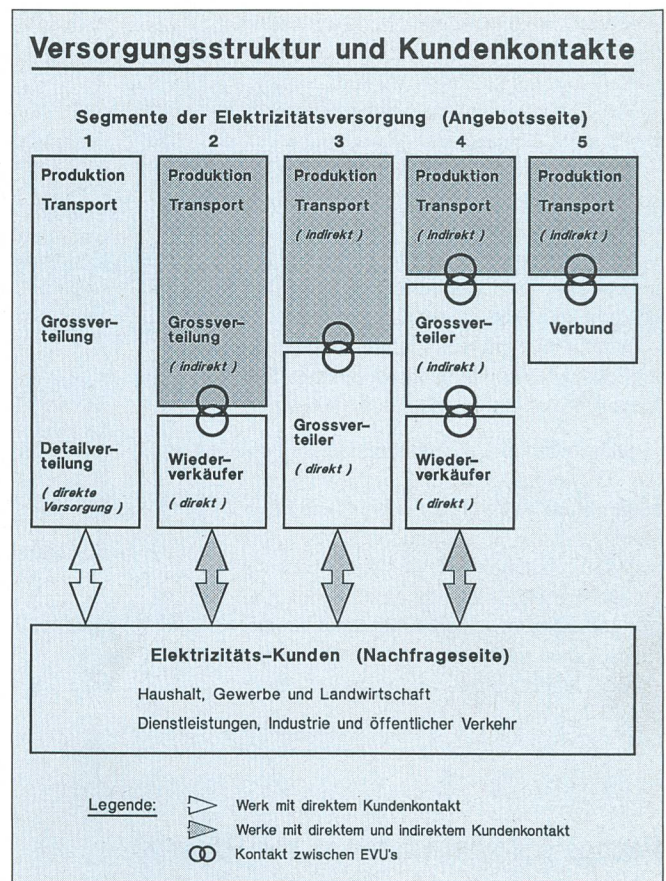 Versorgungsstruktur und Kundenkontakte
Segmente der Elektrizitätsversorgung (Angebotsseite)
1
2
3
4
5
Produktion
Transport
Grossver-
teilung
Detailver-
teilung
( direkte
Versorgung )
Produktion
Transport
Grossver-
teilung
( indirekt )
Wieder-
verkäufer
( direkt )
Produktion
Transport
( indirekt )
Grossver-
teiler
( direkt )
Produktion
Transport
( indirekt )
Grossver-
teiler
( indirekt )
Wieder-
verkäufer
( direkt )
Produktion
Transport
( indirekt )
Verbund
Elektrizitäts-Kunden (Nachfrageseite)
Haushalt, Gewerbe und Landwirtschaft
Dienstleistungen, Industrie und öffentlicher Verkehr
Legende:
Werk mit direktem Kundenkontakt
Werke mit direktem und indirektem Kundenkontakt
Kontakt zwischen EVU's